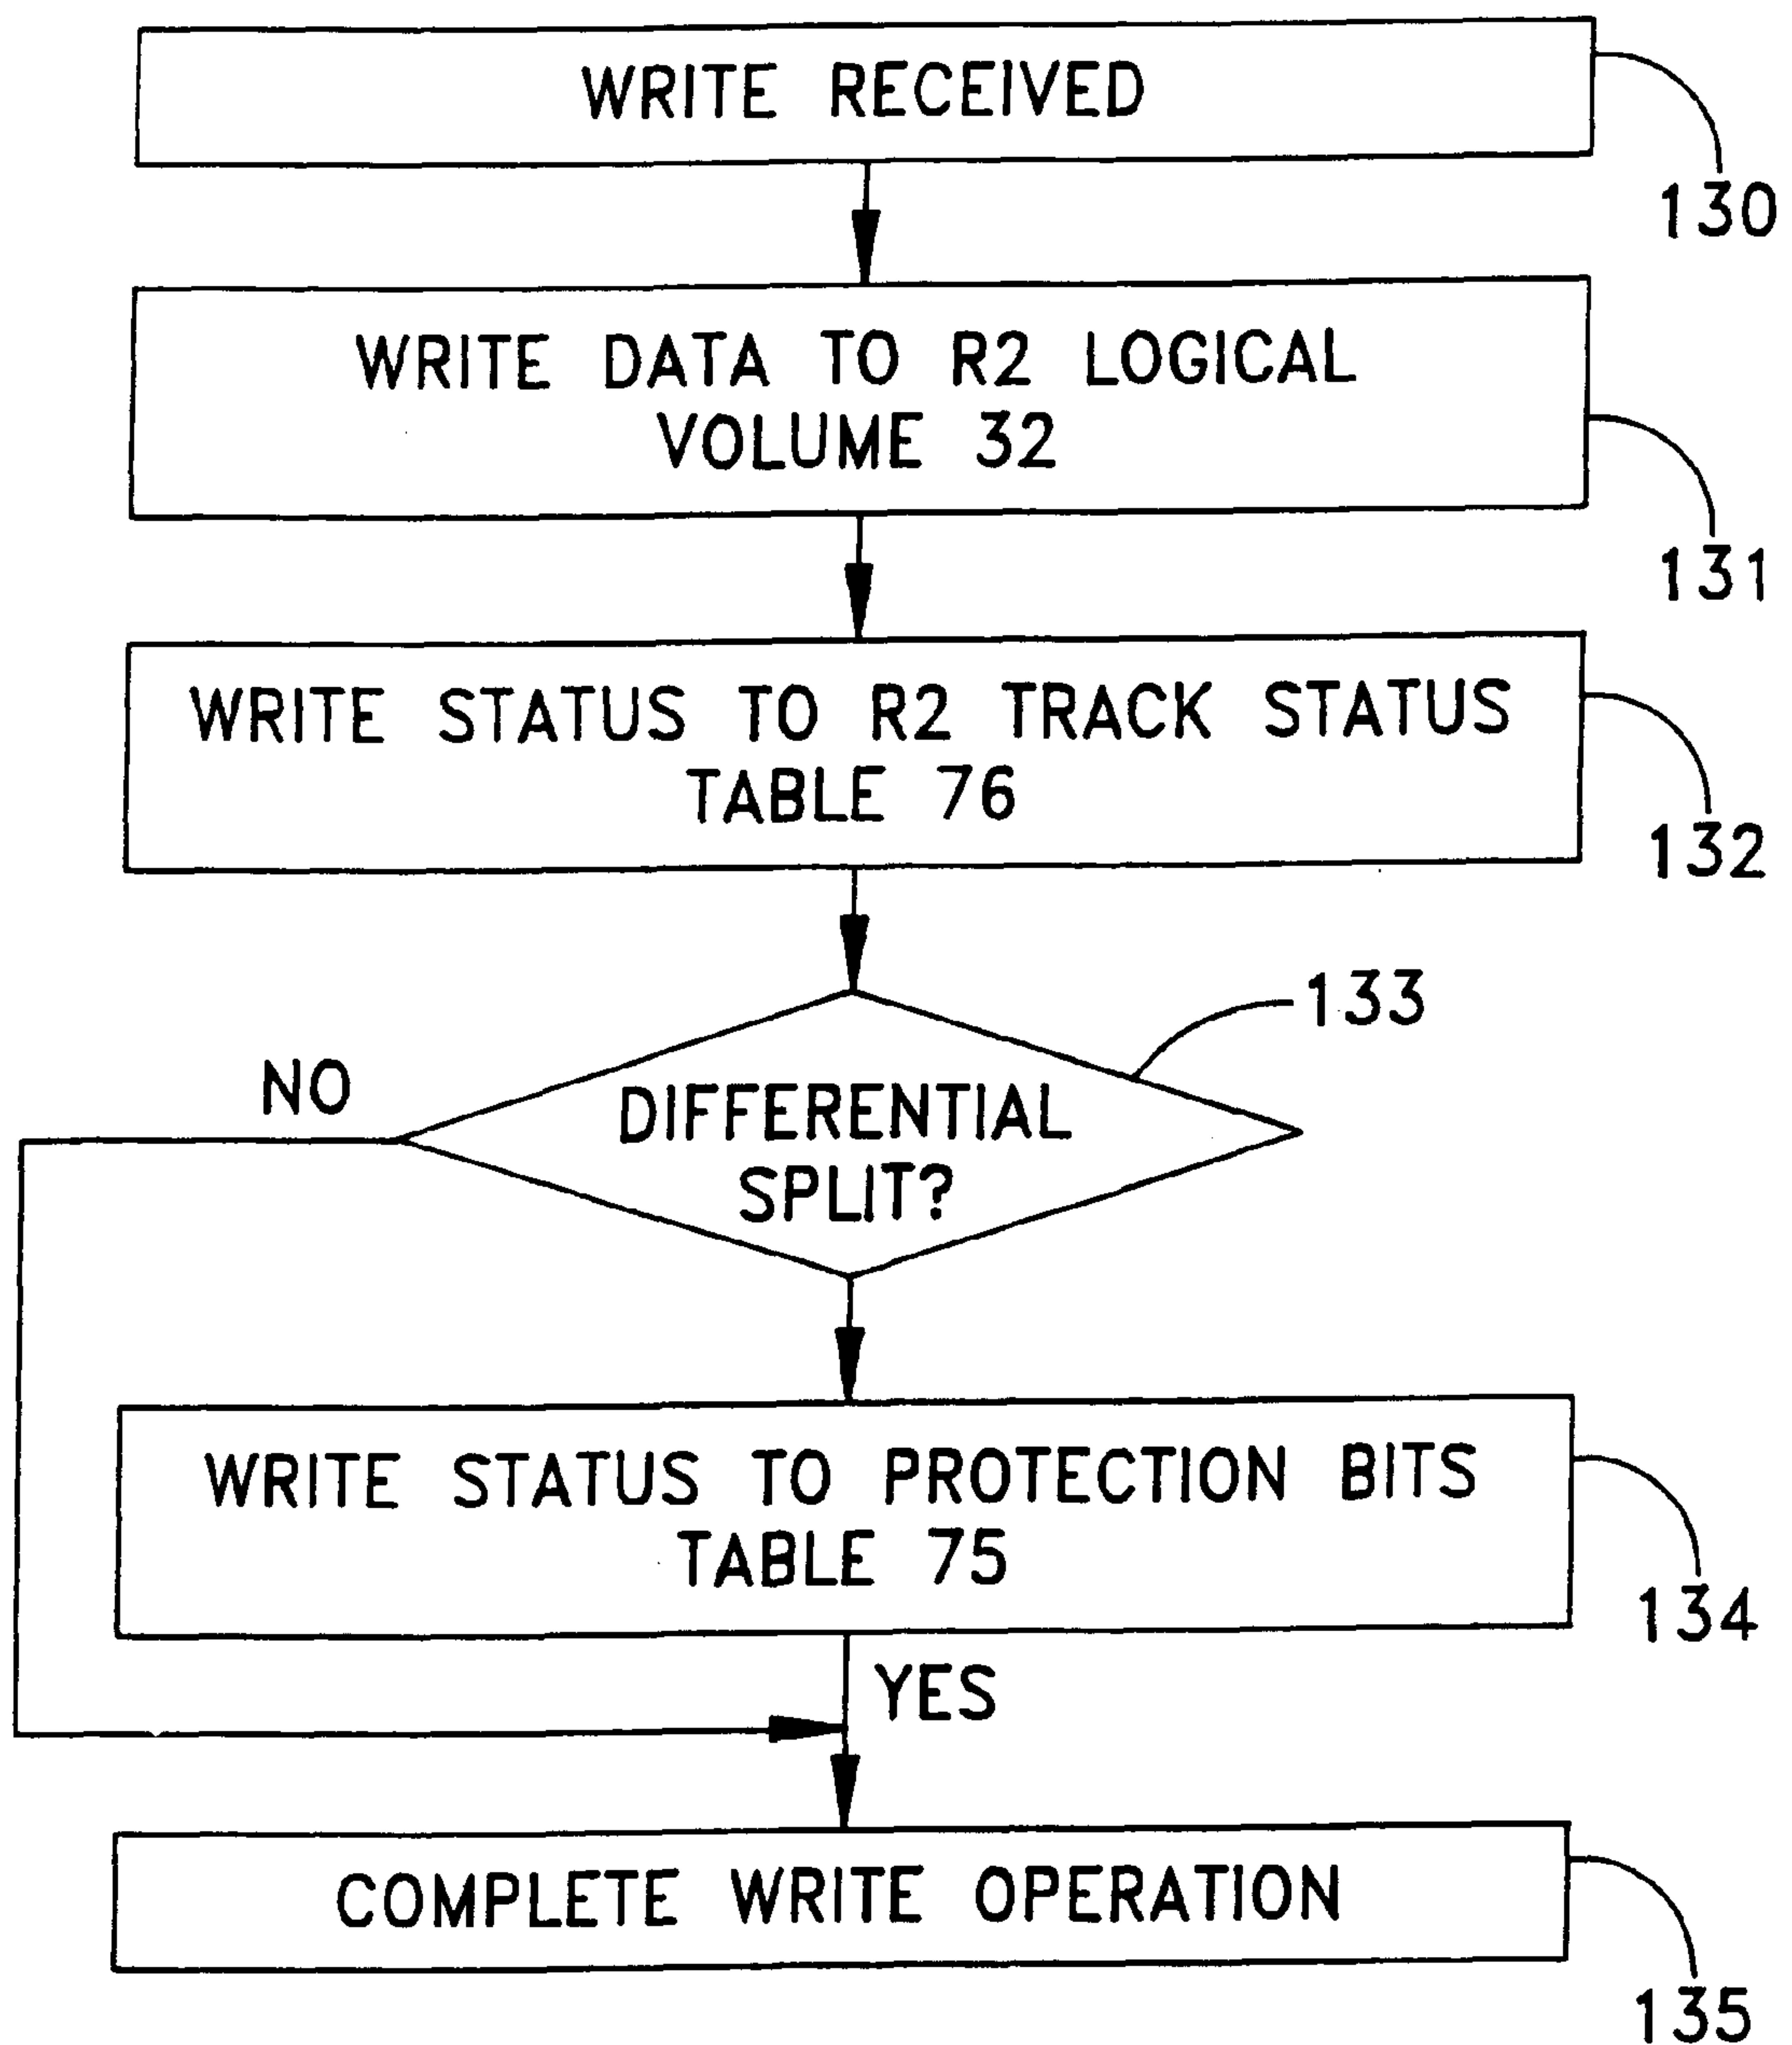 WRITE RECEIVED
130
WRITE DATA TO R2 LOGICAL
VOLUME 32
131
WRITE STATUS TO R2 TRACK STATUS
TABLE 76
132
133
NO
DIFFERENTIAL
SPLIT?
WRITE STATUS TO PROTECTION BITS
TABLE 75
134
YES
COMPLETE WRITE OPERATION
135